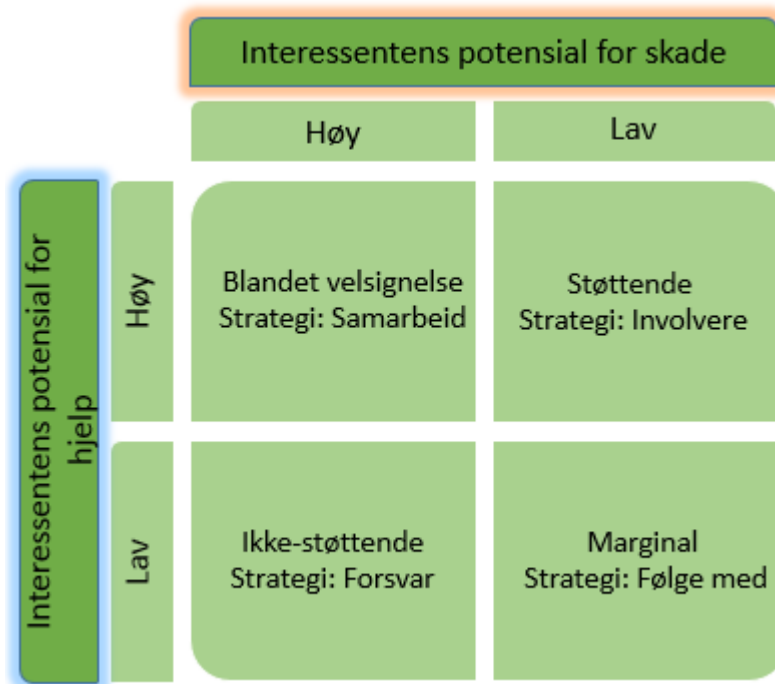 Interessentens potensial for skade
Høy
Lav
Interessentens potensial for
hjelp
Høy
Blandet velsignelse
Strategi: Samarbeid
Støttende
Strategi: Involvere
Lav
Ikke-støttende
Strategi: Forsvar
Marginal
Strategi: Følge med